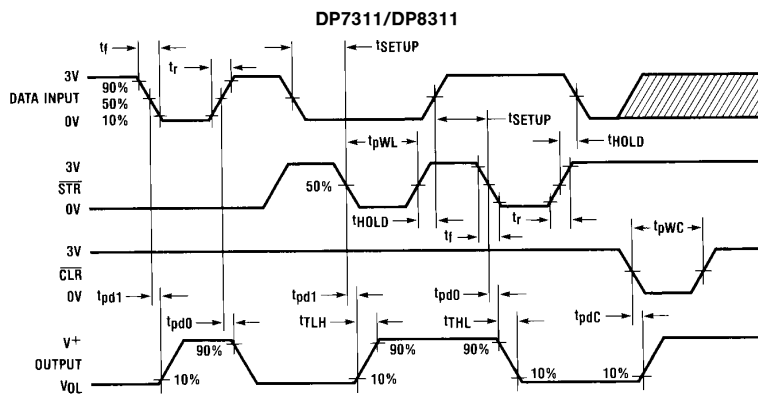 DP7311/DP8311
tf
tr
tSETUP
3V
90%
DATA INPUT
50%
0V
10%
tSETUP
tHOLD
tpWL
3V
STR
50%
0V
tHOLD
tf
tr
3V
CLR
0V
tpWC
tpd1
tpd0
tpd1
tTLH
tpd0
tTHL
tpdC
V+
OUTPUT
VOL
90%
10%
90%
10%
90%
10%
10%